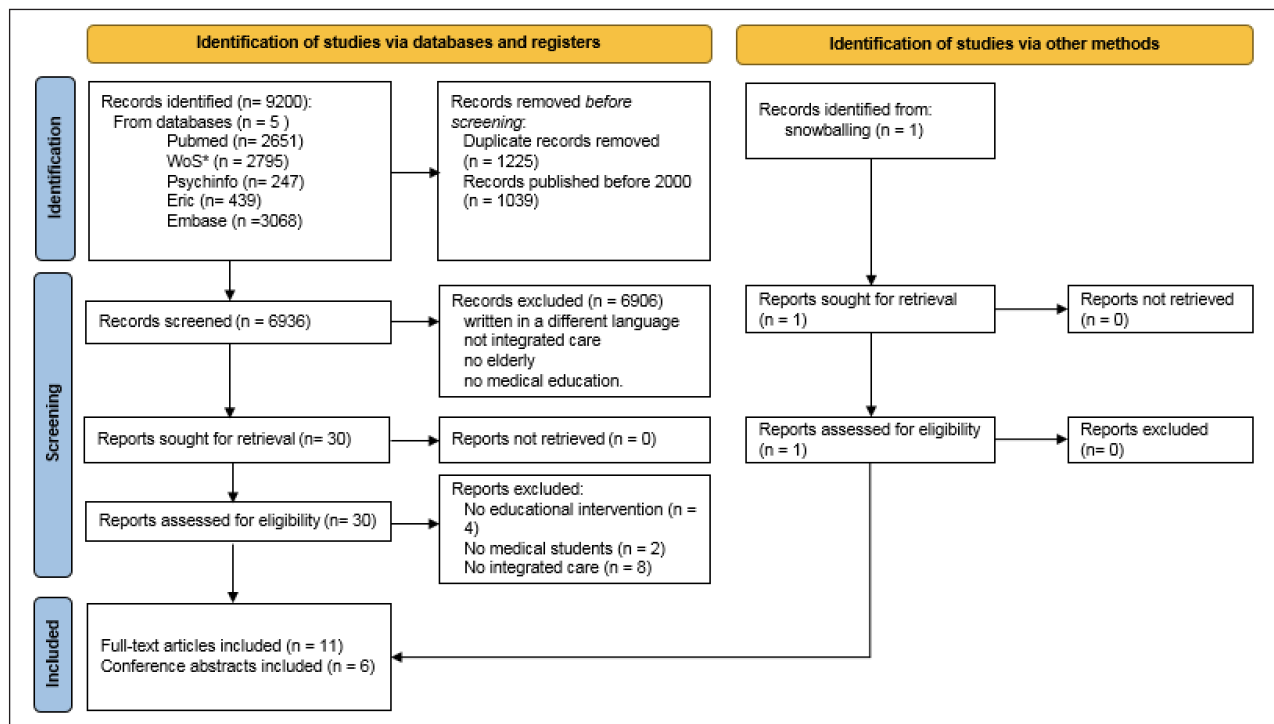 Identification of studies via databases and registers
Identification of studies via other methods
Identification
Records identified (n= 9200):
From databases (n = 5 )
Pubmed (n= 2651)
WoS* (n = 2795)
Psychinfo (n= 247)
Eric (n= 439)
Embase (n =3068)
Records removed before
screening:
Duplicate records removed
(n = 1225)
Records published before 2000
(n = 1039)
Records identified from:
snowballing (n = 1)
Screening
Records screened (n = 6936)
Records excluded (n = 6906)
written in a different language
not integrated care
no elderly
no medical education.
Reports sought for retrieval
(n = 1)
Reports not retrieved
(n = 0)
Reports sought for retrieval (n= 30)
Reports not retrieved (n = 0)
Reports assessed for eligibility
(n = 1)
Reports excluded
(n= 0)
Reports assessed for eligibility (n= 30)
Reports excluded:
No educational intervention (n =
4)
No medical students (n = 2)
No integrated care (n = 8)
Included
Full-text articles included (n = 11)
Conference abstracts included (n = 6)